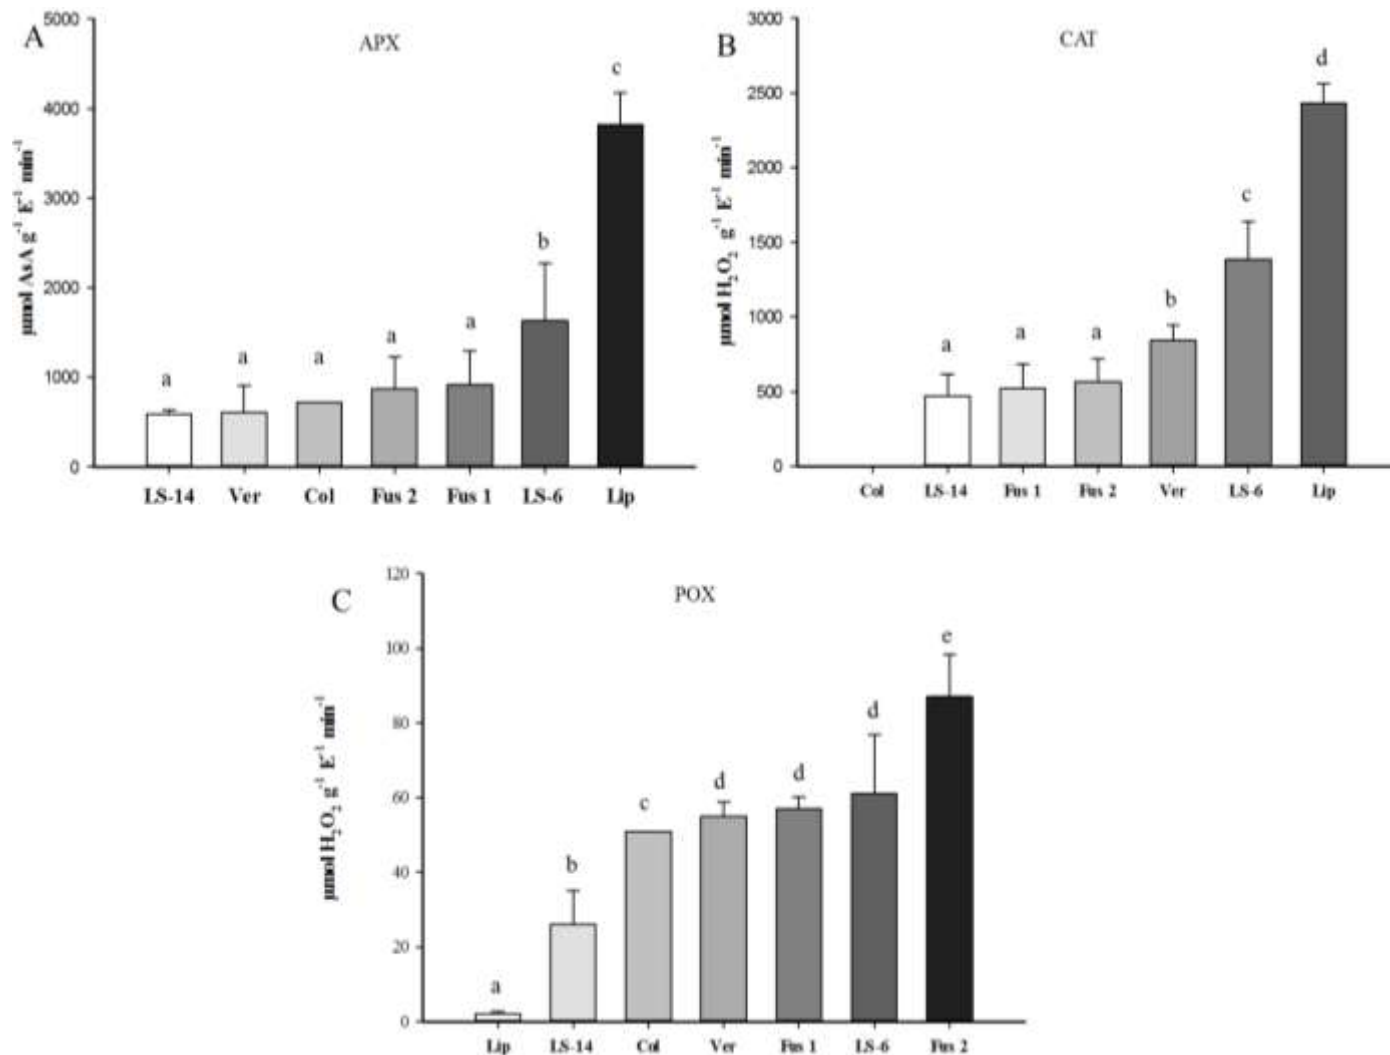 A
APX
5000
4000
3000
2000
1000
0
µmol AsA g⁻¹ E⁻¹ min⁻¹
a a a a a b c
LS-14 Ver Col Fus 2 Fus 1 LS-6 Lip
B
CAT
3000
2500
2000
1500
1000
500
0
µmol H₂O₂ g⁻¹ E⁻¹ min⁻¹
a a a b c d
Col LS-14 Fus 1 Fus 2 Ver LS-6 Lip
C
POX
120
100
80
60
40
20
0
µmol H₂O₂ g⁻¹ E⁻¹ min⁻¹
a b c d d d e
Lip LS-14 Col Ver Fus 1 LS-6 Fus 2